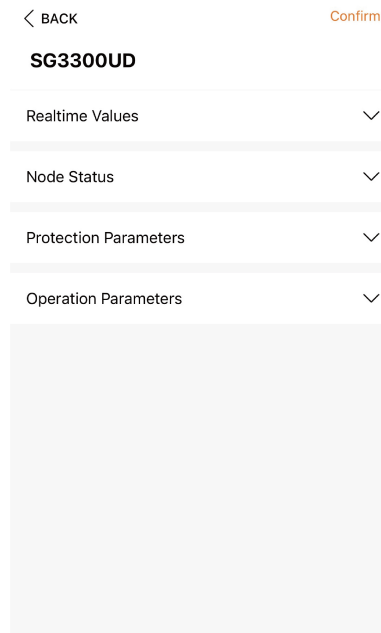 BACK
Confirm
SG3300UD
Realtime Values
Node Status
Protection Parameters
Operation Parameters